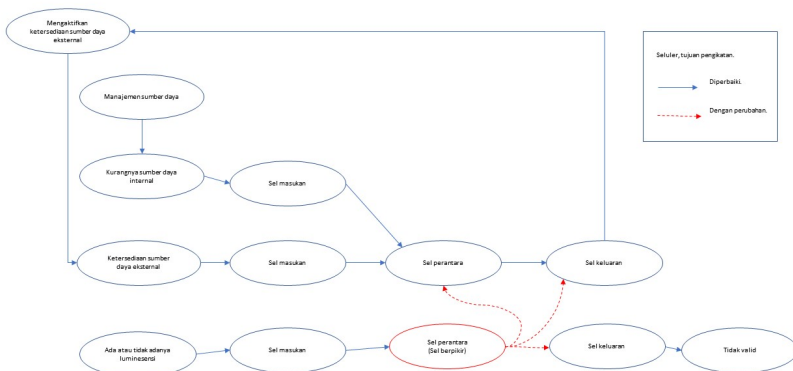 Mengaktifkan
ketersediaan sumber daya
eksternal
Seluler, tujuan pengikatan.
Diperbaiki.
Dengan perubahan.
Manajemen sumber daya
Kurangnya sumber daya
internal
Sel masukan
Ketersediaan sumber
daya eksternal
Sel masukan
Sel perantara
Sel keluaran
Ada atau tidak adanya
luminesensi
Sel masukan
Sel perantara
(Sel berpikir)
Sel keluaran
Tidak valid